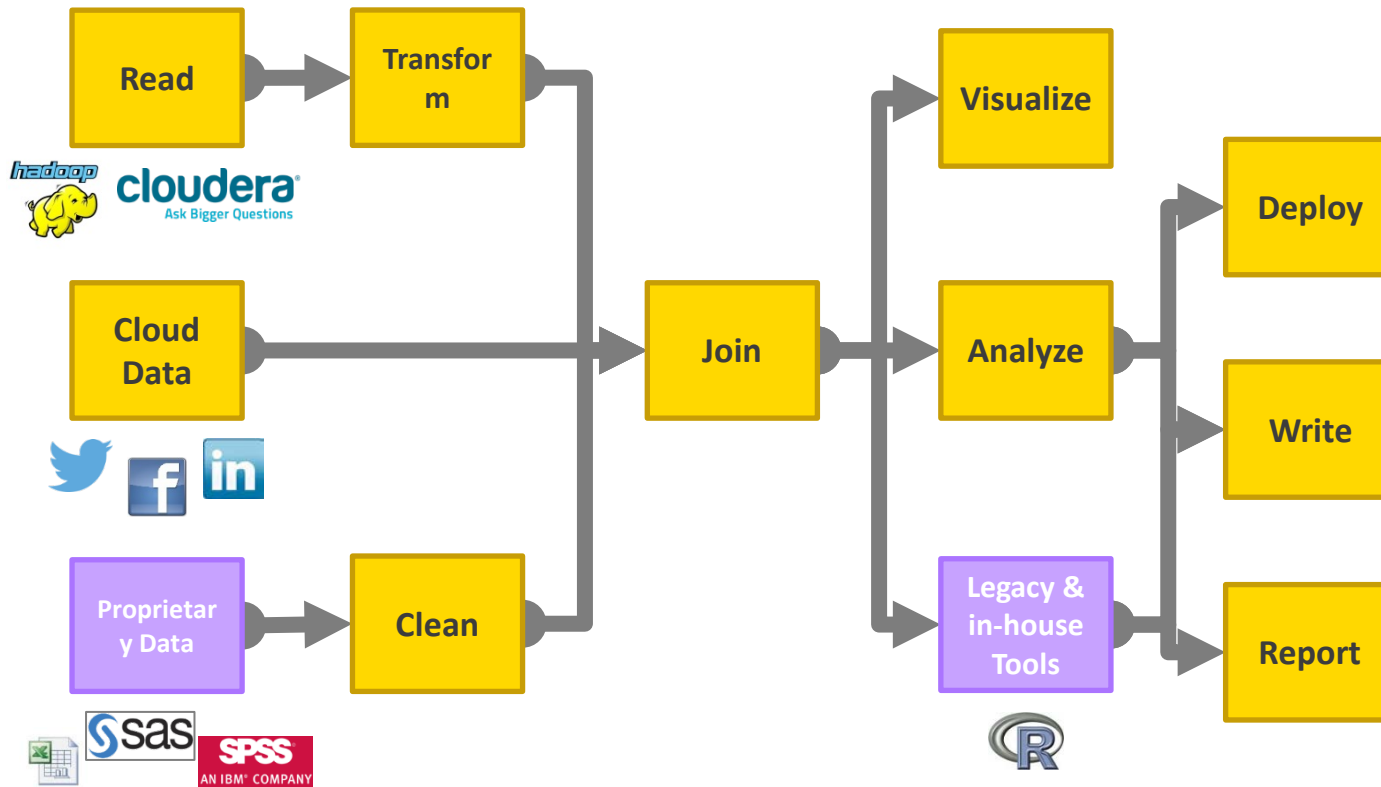 Read
Transfor
m
Visualize
hadoop
cloudera®
Ask Bigger Questions
Deploy
Cloud
Data
Join
Analyze
Write
f
in
Proprietar
y Data
Clean
Legacy &
in-house
Tools
Report
sas
SPSS
AN IBM® COMPANY
R